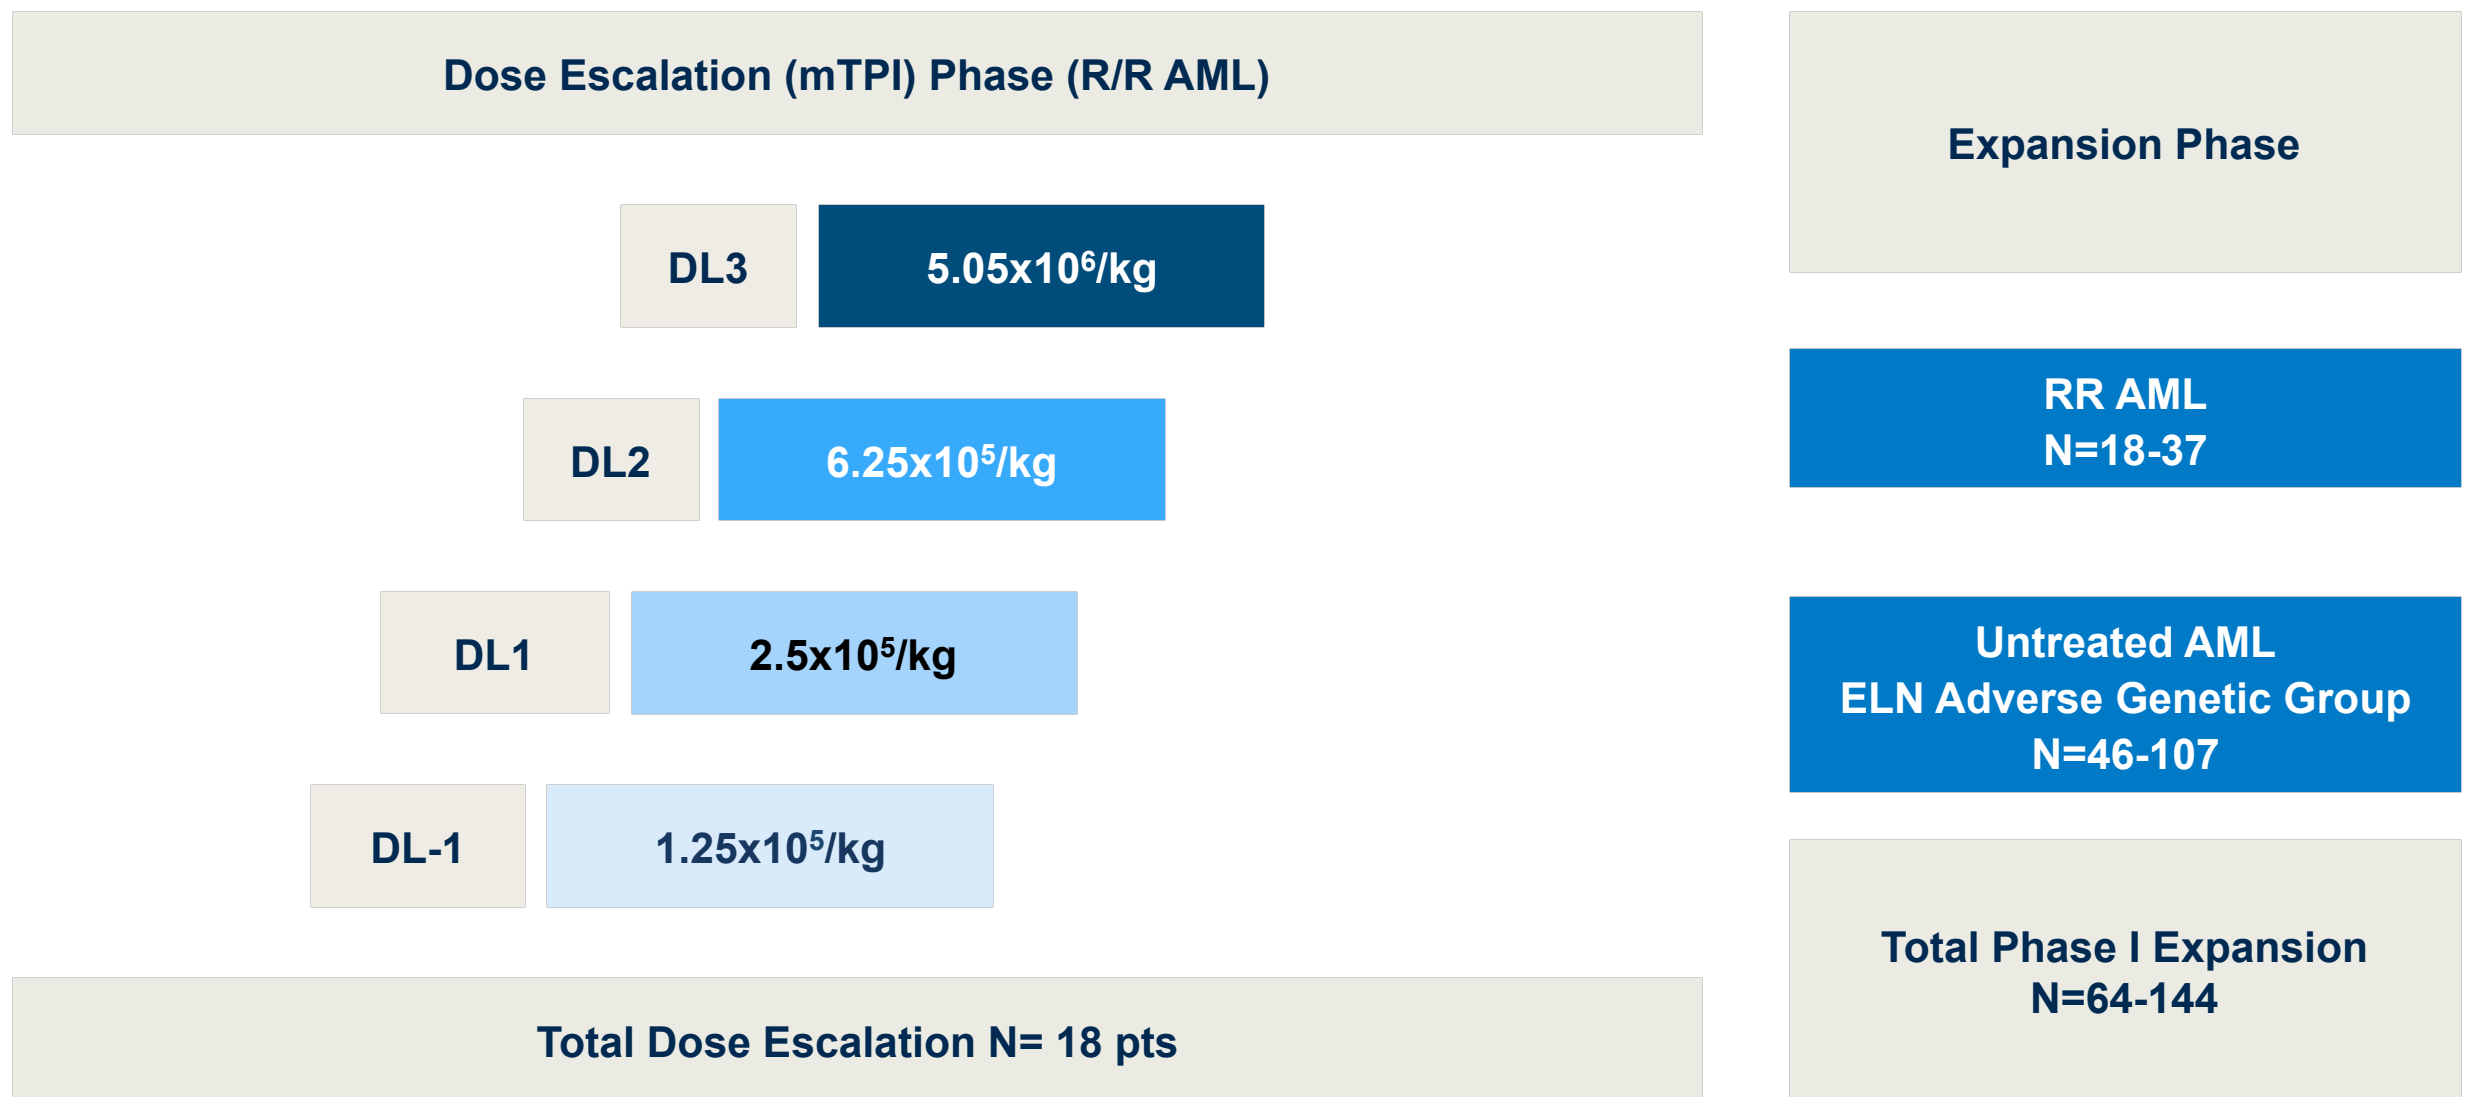 Dose Escalation (mTPI) Phase (R/R AML)
DL3
5.05x10⁶/kg
DL2
6.25x10⁵/kg
DL1
2.5x10⁵/kg
DL-1
1.25x10⁵/kg
Total Dose Escalation N= 18 pts
Expansion Phase
RR AML
N=18-37
Untreated AML
ELN Adverse Genetic Group
N=46-107
Total Phase I Expansion
N=64-144